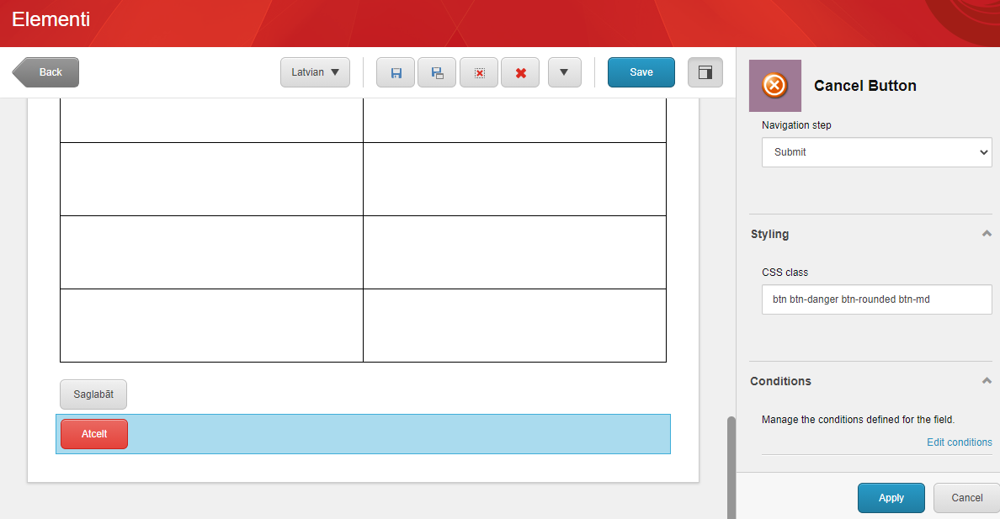 Elementi
Back
Latvian
Save
Cancel Button
Navigation step
Submit
Styling
CSS class
btn btn-danger btn-rounded btn-md
Conditions
Manage the conditions defined for the field.
Edit conditions
Saglabāt
Atcelt
Apply
Cancel